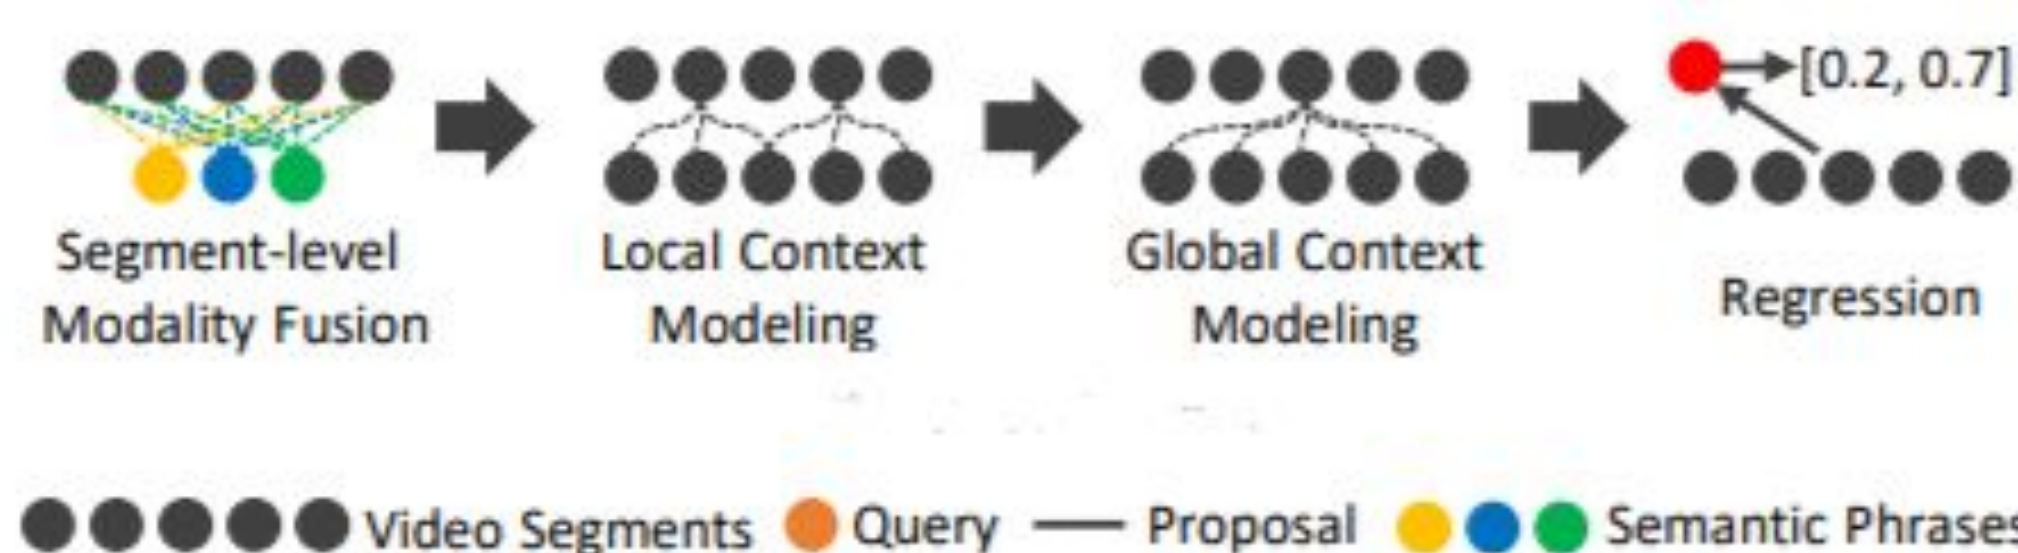 [0.2, 0.7]
Segment-level
Modality Fusion
Local Context
Modeling
Global Context
Modeling
Regression
Video Segments
Query
Proposal
Semantic Phrases